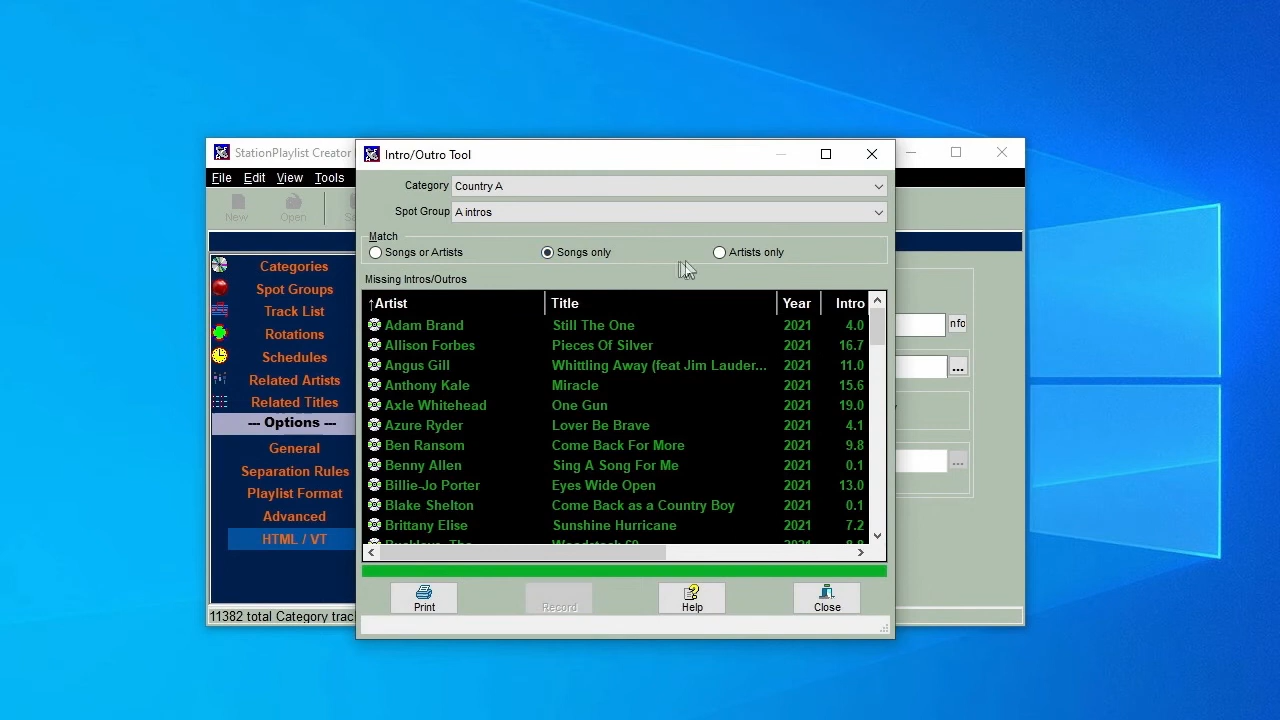 StationPlaylist Creator
File Edit View Tools
New Open
Categories
Spot Groups
Track List
Rotations
Schedules
Related Artists
Related Titles
--- Options ---
General
Separation Rules
Playlist Format
Advanced
HTML / VT
11382 total Category
Intro/Outro Tool
Category Country A
Spot Group A intros
Match
Songs or Artists Songs only Artists only
Missing Intros/Outros
↑Artist Title Year Intro
Adam Brand Still The One 2021 4.0
Allison Forbes Pieces Of Silver 2021 16.7
Angus Gill Whittling Away (feat Jim Lauder... 2021 11.0
Anthony Kale Miracle 2021 15.6
Axle Whitehead One Gun 2021 19.0
Azure Ryder Lover Be Brave 2021 4.1
Ben Ransom Come Back For More 2021 9.8
Benny Allen Sing A Song For Me 2021 0.1
Billie-Jo Porter Eyes Wide Open 2021 13.0
Blake Shelton Come Back as a Country Boy 2021 0.1
Brittany Elise Sunshine Hurricane 2021 7.2
Print Record Help Close
nfo
...
...